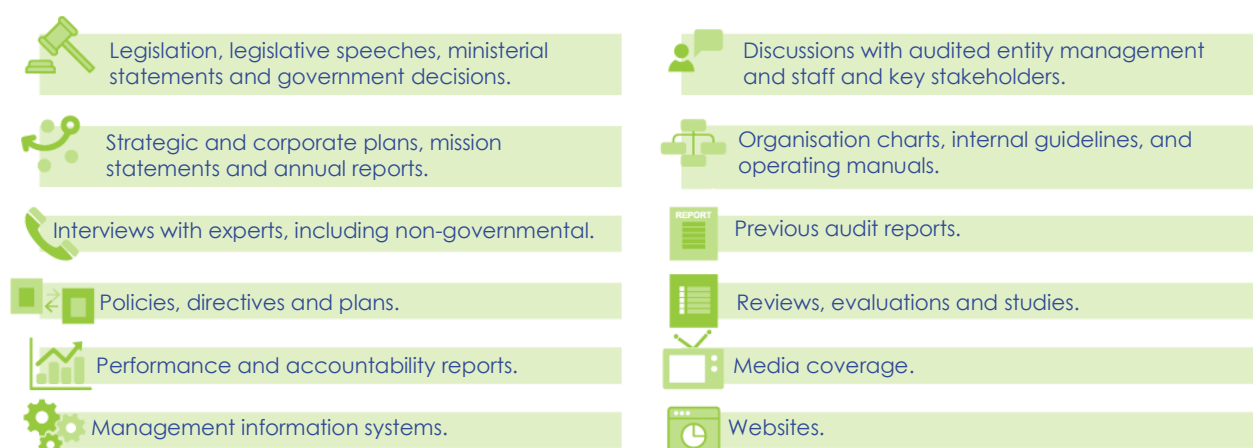 Legislation, legislative speeches, ministerial
statements and government decisions.
Strategic and corporate plans, mission
statements and annual reports.
Interviews with experts, including non-governmental.
Policies, directives and plans.
Performance and accountability reports.
Management information systems.
Discussions with audited entity management
and staff and key stakeholders.
Organisation charts, internal guidelines, and
operating manuals.
REPORT
Previous audit reports.
Reviews, evaluations and studies.
Media coverage.
Websites.